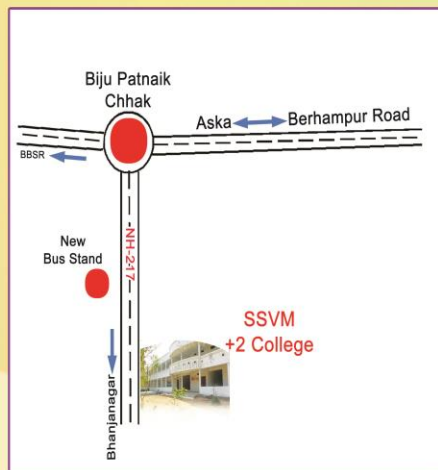 Biju Patnaik
Chhak
Aska Berhampur Road
BBSR
New
Bus Stand
NH-217
SSVM
+2 College
Bhanjanagar